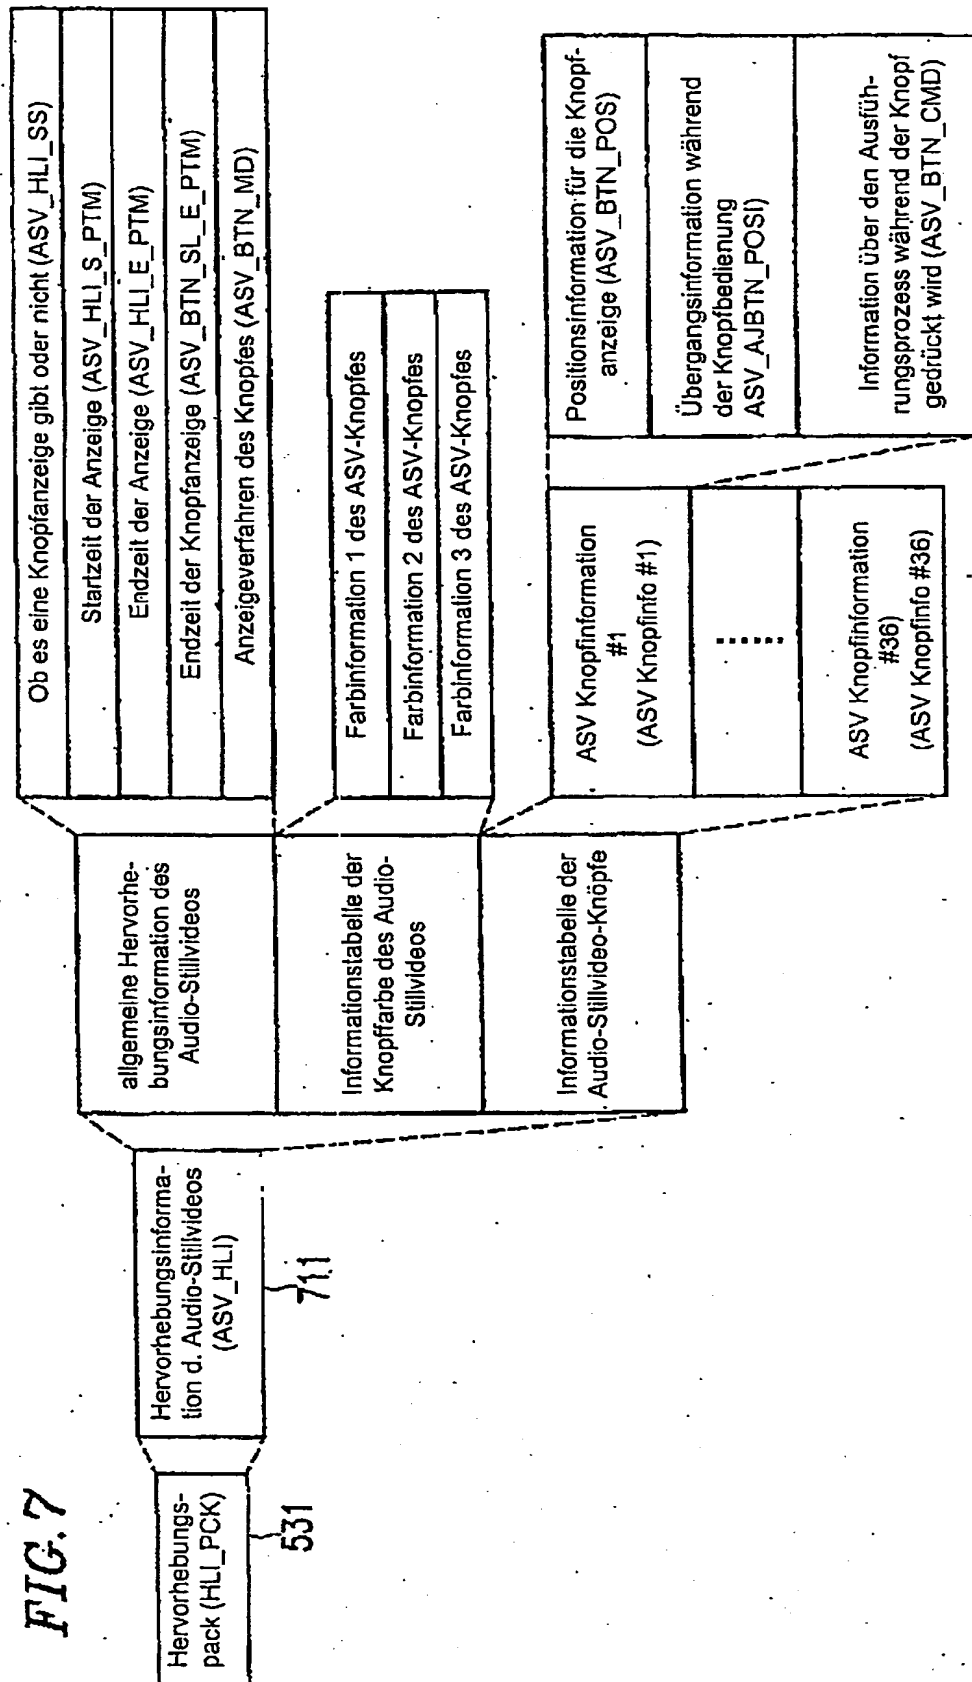 FIG. 7
Hervorhebungs-
pack (HLI_PCK)
531
Hervorhebungsinforma-
tion d. Audio-Stillvideos
(ASV_HLI)
711
allgemeine Hervorhe-
bungsinformation des
Audio-Stillvideos
Informationstabelle der
Knopffarbe des Audio-
Stillvideos
Informationstabelle der
Audio-Stillvideo-Knöpfe
Ob es eine Knopfanzeige gibt oder nicht (ASV_HLI_SS)
Startzeit der Anzeige (ASV_HLI_S_PTM)
Endzeit der Anzeige (ASV_HLI_E_PTM)
Endzeit der Knopfanzeige (ASV_BTN_SL_E_PTM)
Anzeigeverfahren des Knopfes (ASV_BTN_MD)
Farbinformation 1 des ASV-Knopfes
Farbinformation 2 des ASV-Knopfes
Farbinformation 3 des ASV-Knopfes
ASV Knopfinformation
#1
(ASV Knopfinfo #1)
ASV Knopfinformation
#36)
(ASV Knopfinfo #36)
Positionsinformation für die Knopf-
anzeige (ASV_BTN_POS)
Übergangsinformation während
der Knopfbedienung
ASV_AJBTN_POSI)
Information über den Ausfüh-
rungsprozess während der Knopf
gedrückt wird (ASV_BTN_CMD)